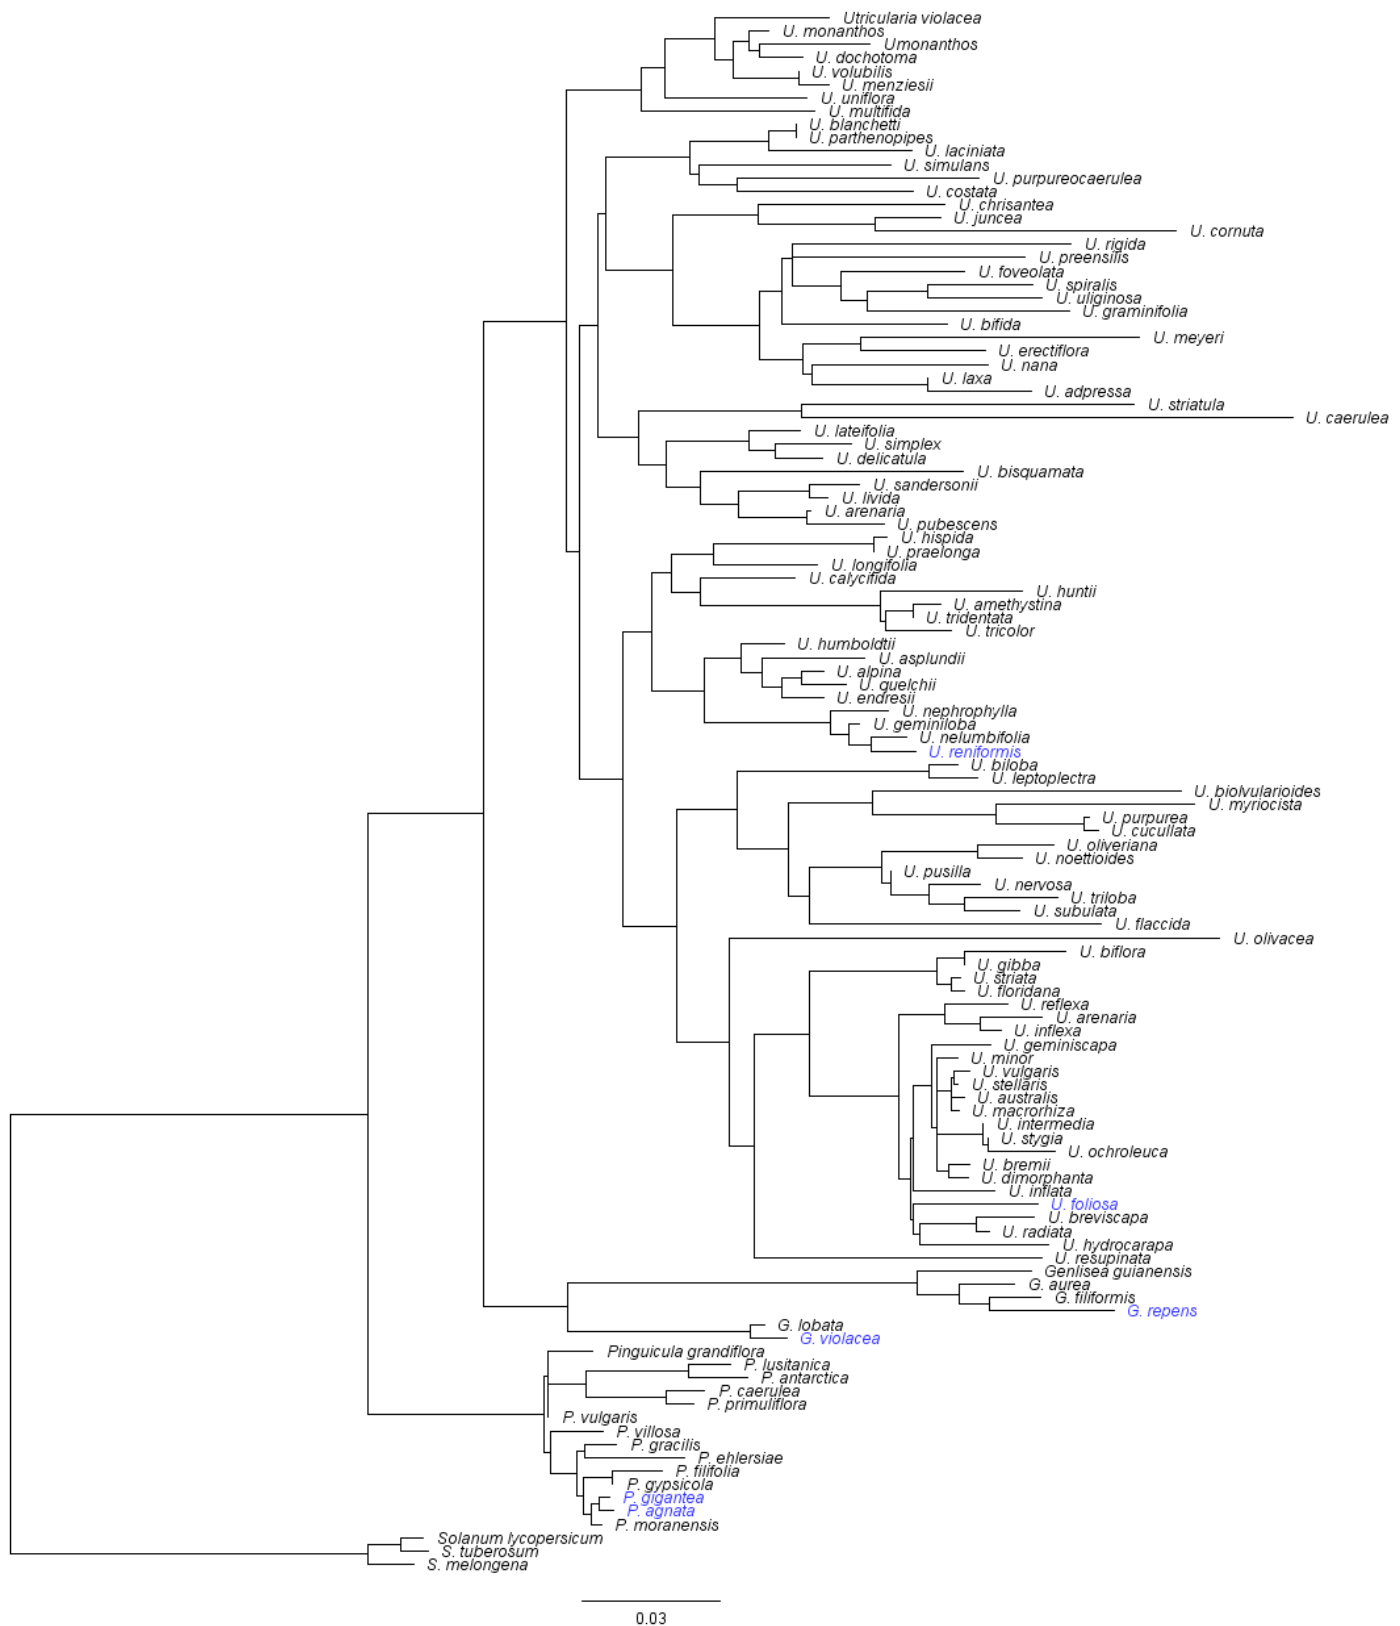 Utricularia violacea
U. monanthos
Umonanthos
U. dochotoma
U. volubilis
U. menziesii
U. uniflora
U. multifida
U. blanchetti
U. parthenopipes
U. laciniata
U. simulans
U. purpureocaerulea
U. costata
U. chrisantea
U. juncea
U. cornuta
U. rigida
U. preensilis
U. foveolata
U. spiralis
U. uliginosa
U. graminifolia
U. bifida
U. meyeri
U. erectiflora
U. nana
U. laxa
U. adpressa
U. striatula
U. caerulea
U. lateifolia
U. simplex
U. delicatula
U. bisquamata
U. sandersonii
U. livida
U. arenaria
U. pubescens
U. hispida
U. praelonga
U. longifolia
U. calycifida
U. huntii
U. amethystina
U. tridentata
U. tricolor
U. humboldtii
U. asplundii
U. alpina
U. quelchii
U. endresii
U. nephrophylla
U. geminiloba
U. nelumbifolia
U. reniformis
U. biloba
U. leptoplectra
U. biolvularioides
U. myriocista
U. purpurea
U. cucullata
U. oliveriana
U. noettioides
U. pusilla
U. nervosa
U. triloba
U. subulata
U. flaccida
U. olivacea
U. biflora
U. gibba
U. striata
U. floridana
U. reflexa
U. arenaria
U. inflexa
U. geminiscapa
U. minor
U. vulgaris
U. stellaris
U. australis
U. macrorhiza
U. intermedia
U. stygia
U. ochroleuca
U. bremii
U. dimorphanta
U. inflata
U. foliosa
U. breviscapa
U. radiata
U. hydrocarapa
U. resupinata
Genlisea guianensis
G. aurea
G. filiformis
G. repens
G. lobata
G. violacea
Pinguicula grandiflora
P. lusitanica
P. antarctica
P. caerulea
P. primuliflora
P. vulgaris
P. villosa
P. gracilis
P. ehlersiae
P. filifolia
P. gypsicola
P. gigantea
P. agnata
P. moranensis
Solanum lycopersicum
S. tuberosum
S. melongena
0.03